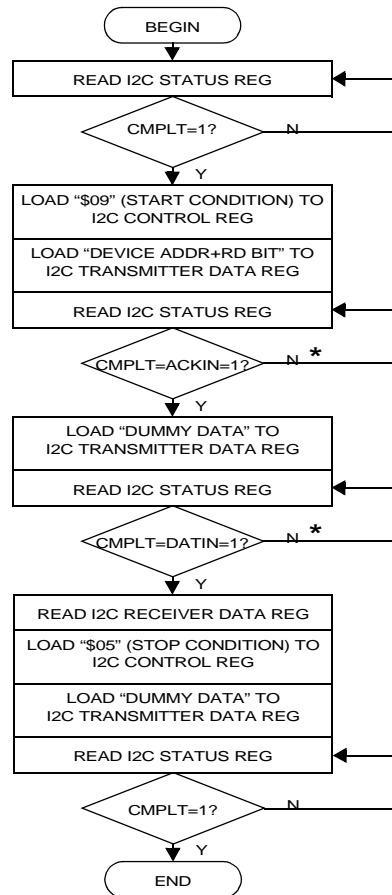 BEGIN
READ I2C STATUS REG
CMPLT=1?
N
Y
LOAD “$09” (START CONDITION) TO
I2C CONTROL REG
LOAD “DEVICE ADDR+RD BIT” TO
I2C TRANSMITTER DATA REG
READ I2C STATUS REG
CMPLT=ACKIN=1?
N *
Y
LOAD “DUMMY DATA” TO
I2C TRANSMITTER DATA REG
READ I2C STATUS REG
CMPLT=DATIN=1?
N *
Y
READ I2C RECEIVER DATA REG
LOAD “$05” (STOP CONDITION) TO
I2C CONTROL REG
LOAD “DUMMY DATA” TO
I2C TRANSMITTER DATA REG
READ I2C STATUS REG
CMPLT=1?
N
Y
END